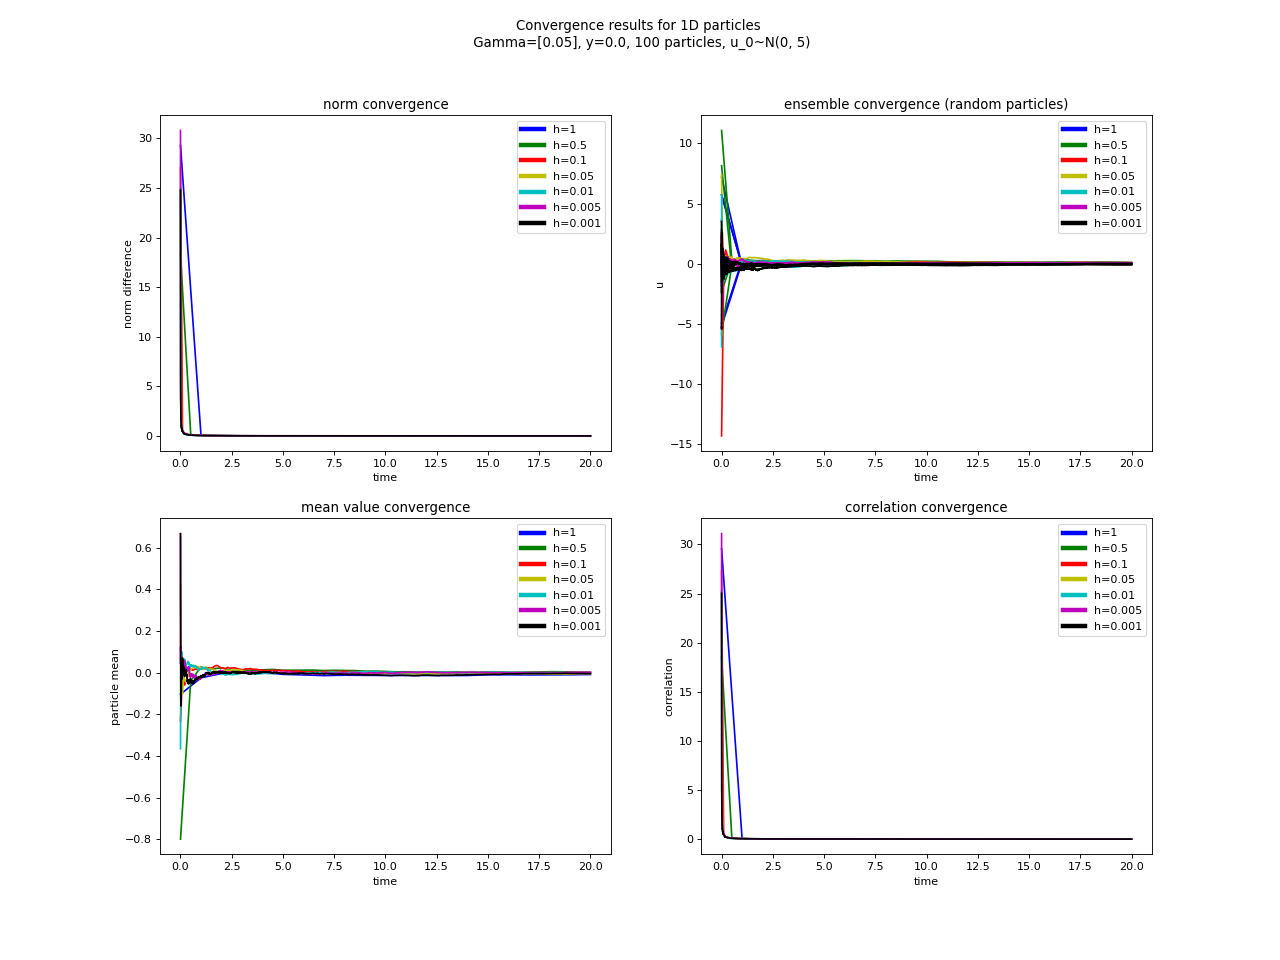 Convergence results for 1D particles
Gamma=[0.05], y=0.0, 100 particles, u_0~N(0, 5)
norm convergence
30
25
20
15
10
5
0
norm difference
0.0 2.5 5.0 7.5 10.0 12.5 15.0 17.5 20.0
time
h=1
h=0.5
h=0.1
h=0.05
h=0.01
h=0.005
h=0.001
ensemble convergence (random particles)
10
5
0
−5
−10
−15
u
0.0 2.5 5.0 7.5 10.0 12.5 15.0 17.5 20.0
time
h=1
h=0.5
h=0.1
h=0.05
h=0.01
h=0.005
h=0.001
mean value convergence
0.6
0.4
0.2
0.0
−0.2
−0.4
−0.6
−0.8
particle mean
0.0 2.5 5.0 7.5 10.0 12.5 15.0 17.5 20.0
time
h=1
h=0.5
h=0.1
h=0.05
h=0.01
h=0.005
h=0.001
correlation convergence
30
25
20
15
10
5
0
correlation
0.0 2.5 5.0 7.5 10.0 12.5 15.0 17.5 20.0
time
h=1
h=0.5
h=0.1
h=0.05
h=0.01
h=0.005
h=0.001